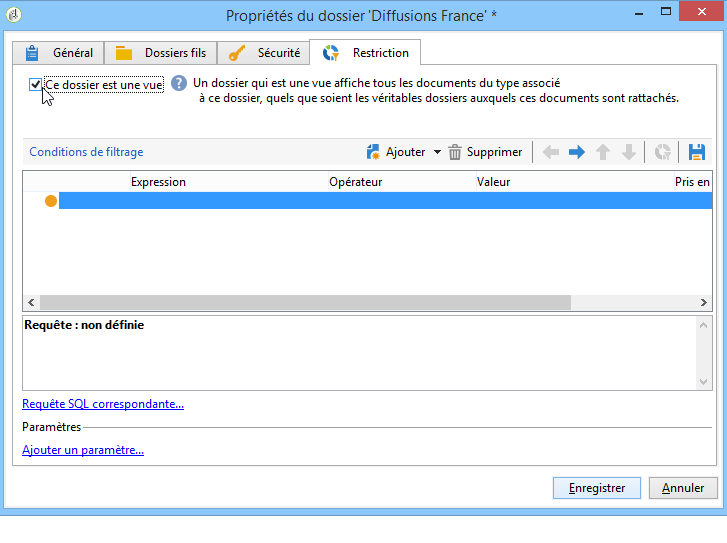 Propriétés du dossier 'Diffusions France' *
Général Dossiers fils Sécurité Restriction
Ce dossier est une vue ? Un dossier qui est une vue affiche tous les documents du type associé
à ce dossier, quels que soient les véritables dossiers auxquels ces documents sont rattachés.
Conditions de filtrage Ajouter Supprimer
Expression Opérateur Valeur Pris en
Requête : non définie
Requête SQL correspondante...
Paramètres
Ajouter un paramètre...
Enregistrer Annuler